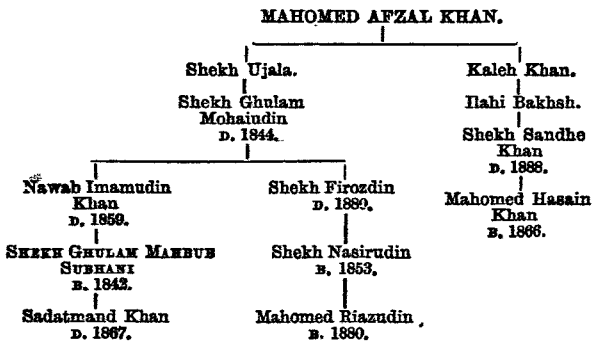 MAHOMED AFZAL KHAN.
Shekh Ujala.
Kaleh Khan.
Shekh Ghulam
Mohaiudin
D. 1844.
Ilahi Bakhsh.
Shekh Sandhe
Khan
D. 1888.
Mahomed Hasain
Khan
B. 1866.
Nawab Imamudin
Khan
D. 1859.
Shekh Firozdin
D. 1880.
SHEKH GHULAM MAHBUB
SUBHANI
B. 1842.
Shekh Nasirudin
B. 1853.
Sadatmand Khan
D. 1867.
Mahomed Riazudin
B. 1880.